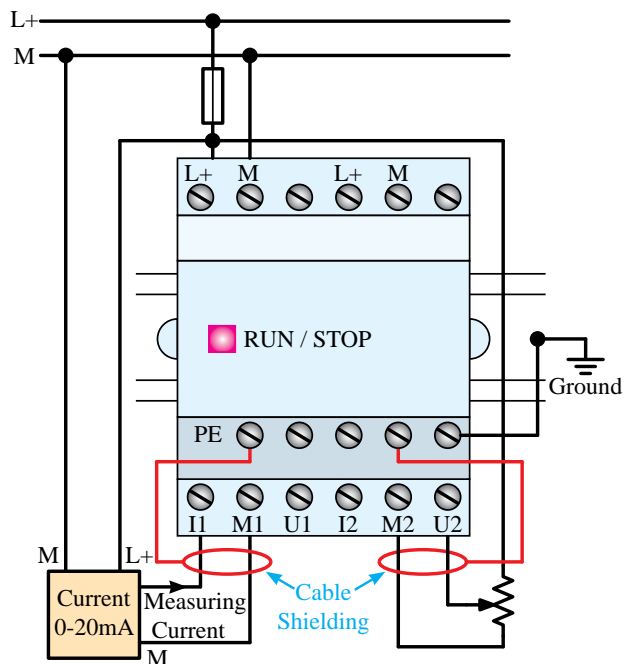 L+
M
L+ M L+ M
RUN / STOP
Ground
PE
I1 M1 U1 I2 M2 U2
M L+
Current
0-20mA
Measuring
Current
M
Cable
Shielding